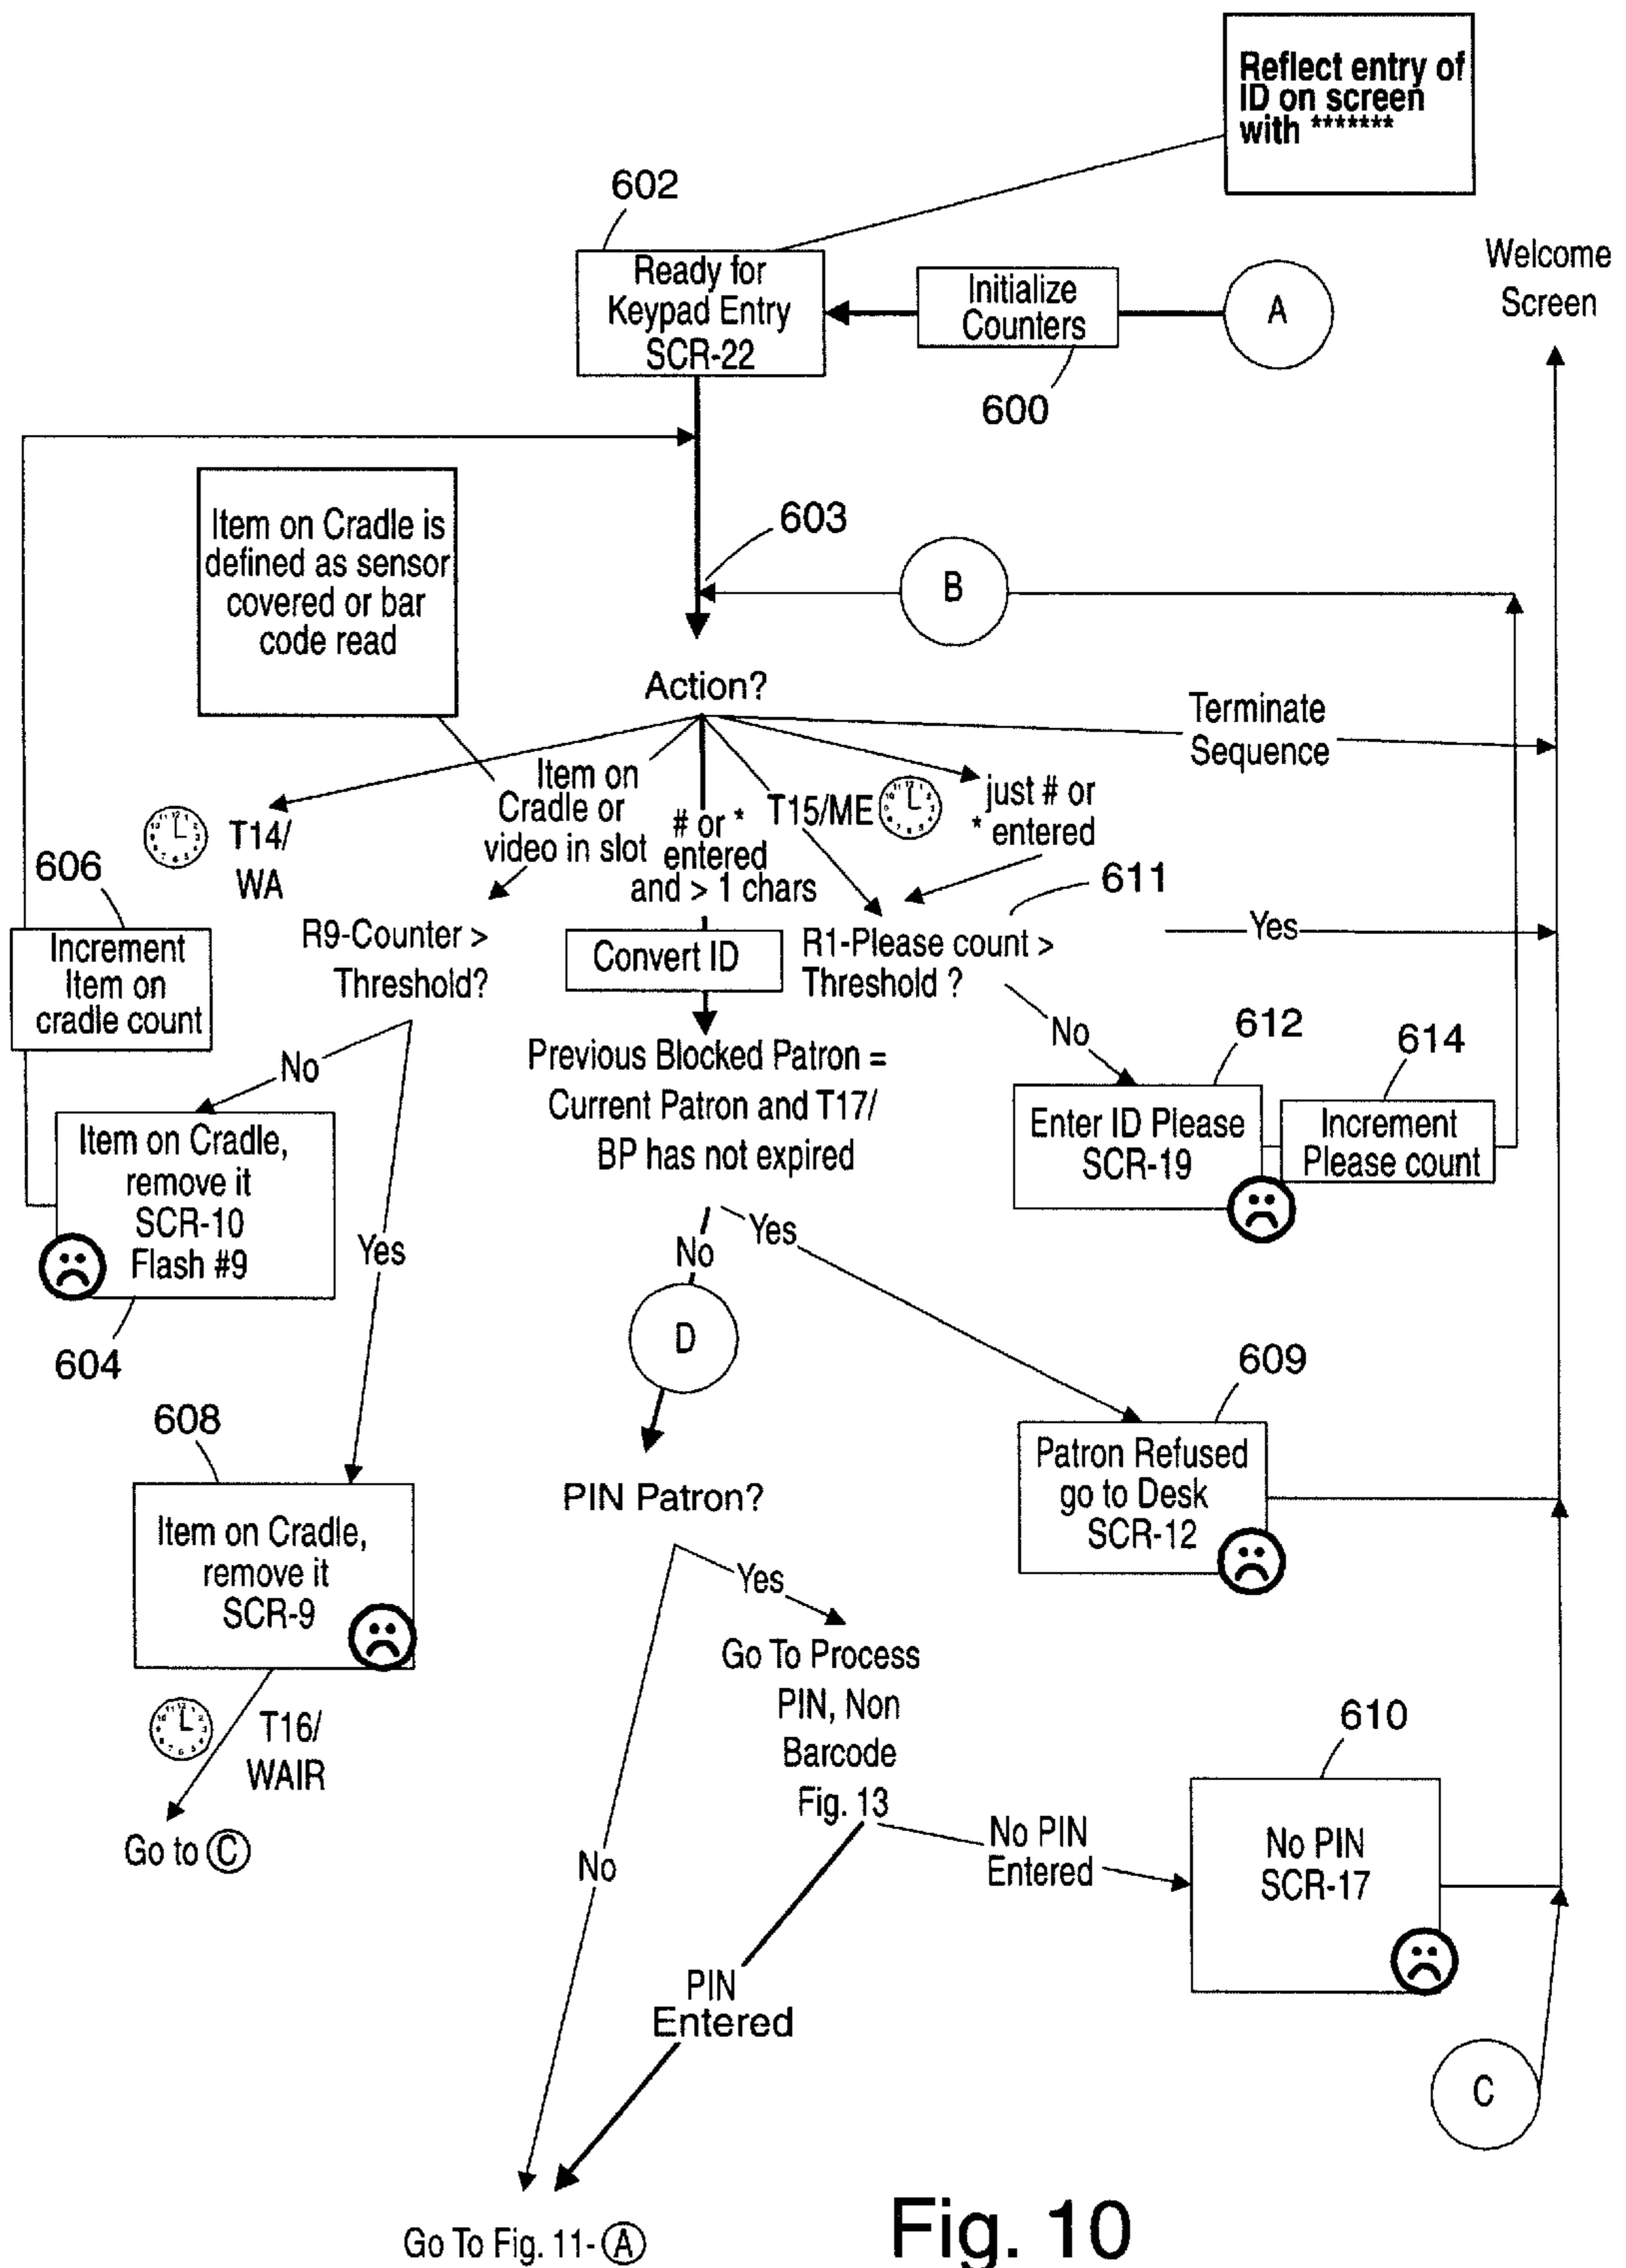 Reflect entry of
ID on screen
with *******
602
Ready for
Keypad Entry
SCR-22
Initialize
Counters
A
600
Welcome
Screen
603
Item on Cradle is
defined as sensor
covered or bar
code read
B
Action?
Terminate
Sequence
T14/
WA
Item on
Cradle or
video in slot
# or *
entered
and > 1 chars
T15/ME
just # or
* entered
606
Increment
Item on
cradle count
R9-Counter >
Threshold?
Convert ID
611
R1-Please count >
Threshold ?
Yes
No
No
Previous Blocked Patron =
Current Patron and T17/
BP has not expired
612
Enter ID Please
SCR-19
614
Increment
Please count
Item on Cradle,
remove it
SCR-10
Flash #9
604
Yes
No
Yes
D
609
Patron Refused
go to Desk
SCR-12
608
Item on Cradle,
remove it
SCR-9
PIN Patron?
Yes
Go To Process
PIN, Non
Barcode
Fig. 13
T16/
WAIR
Go to C
No
No PIN
Entered
610
No PIN
SCR-17
PIN
Entered
C
Go To Fig. 11- A
Fig. 10